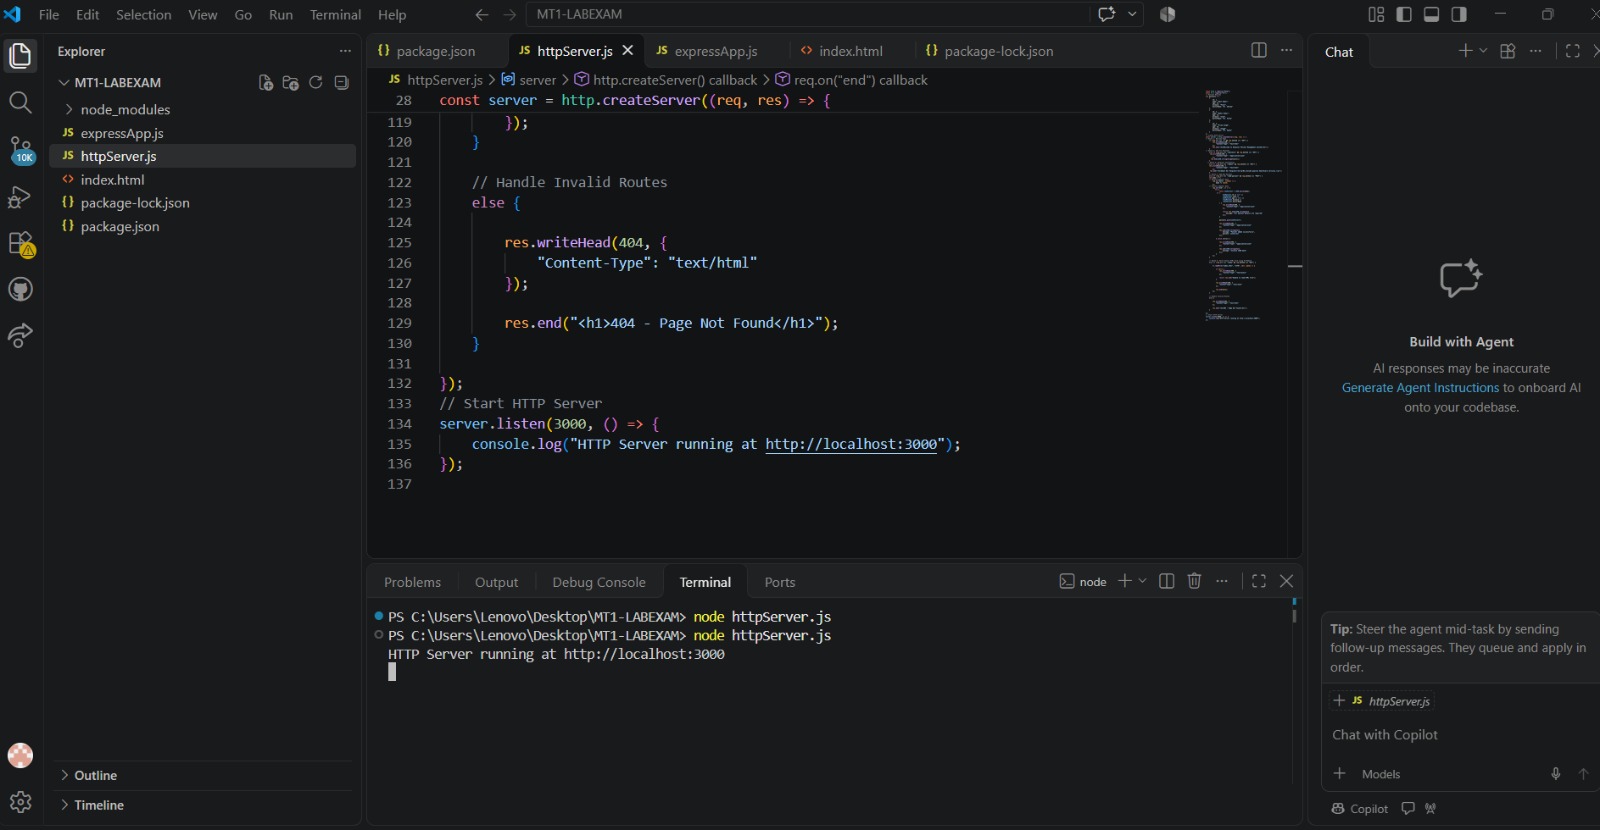 File Edit Selection View Go Run Terminal Help
MT1-LABEXAM
Explorer
MT1-LABEXAM
node_modules
JS expressApp.js
JS httpServer.js
<> index.html
{} package-lock.json
{} package.json
10K
Outline
Timeline
{} package.json
JS httpServer.js
JS expressApp.js
<> index.html
{} package-lock.json
JS httpServer.js > server > http.createServer() callback > req.on("end") callback
28 const server = http.createServer((req, res) => {
119 });
120 }
121
122 // Handle Invalid Routes
123 else {
124
125 res.writeHead(404, {
126 "Content-Type": "text/html"
127 });
128
129 res.end("<h1>404 - Page Not Found</h1>");
130 }
131
132 });
133 // Start HTTP Server
134 server.listen(3000, () => {
135 console.log("HTTP Server running at http://localhost:3000");
136 });
137
Problems Output Debug Console Terminal Ports
node
PS C:\Users\Lenovo\Desktop\MT1-LABEXAM> node httpServer.js
PS C:\Users\Lenovo\Desktop\MT1-LABEXAM> node httpServer.js
HTTP Server running at http://localhost:3000
Chat
Build with Agent
AI responses may be inaccurate
Generate Agent Instructions to onboard AI
onto your codebase.
Tip: Steer the agent mid-task by sending
follow-up messages. They queue and apply in
order.
JS httpServer.js
Chat with Copilot
Models
Copilot